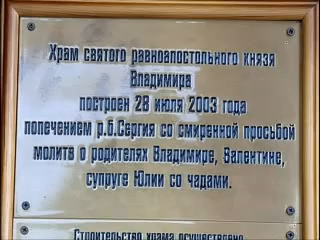 Храм святого равноапостольного князя
Владимира
построен 28 июля 2003 года
попечением р.б.Сергия со смиренной просьбой
молитв о родителях Владимире, Валентине,
супруге Юлии со чадами.
Строительство храма осуществлено